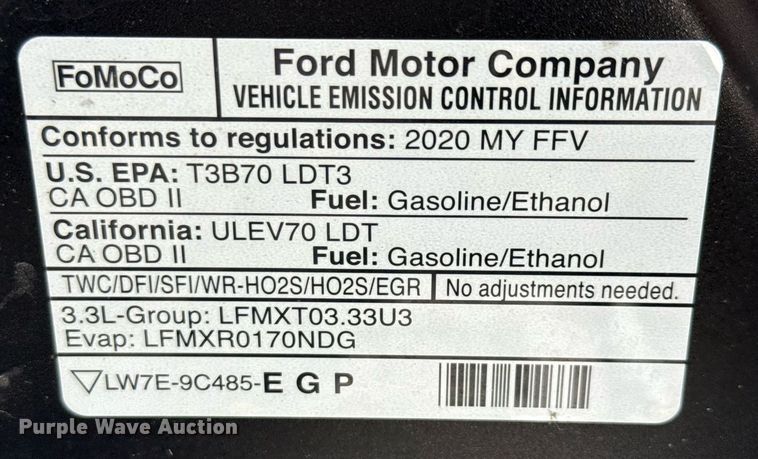 FoMoCo
Ford Motor Company
VEHICLE EMISSION CONTROL INFORMATION
Conforms to regulations: 2020 MY FFV
U.S. EPA: T3B70 LDT3
CA OBD II Fuel: Gasoline/Ethanol
California: ULEV70 LDT
CA OBD II Fuel: Gasoline/Ethanol
TWC/DFI/SFI/WR-HO2S/HO2S/EGR No adjustments needed.
3.3L-Group: LFMXT03.33U3
Evap: LFMXR0170NDG
▽LW7E-9C485-E G P
Purple Wave Auction